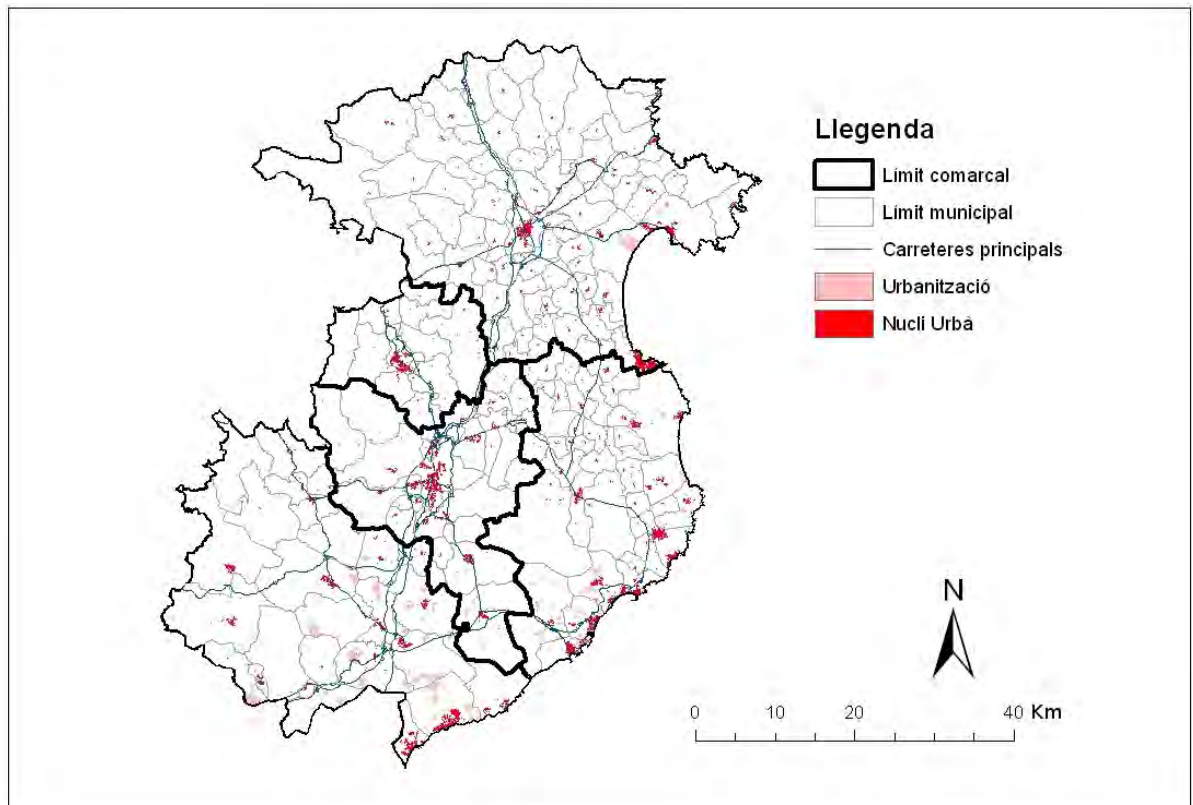 Llegenda
Límit comarcal
Límit municipal
Carreteres principals
Urbanització
Nucli Urbà
N
0 10 20 40 Km